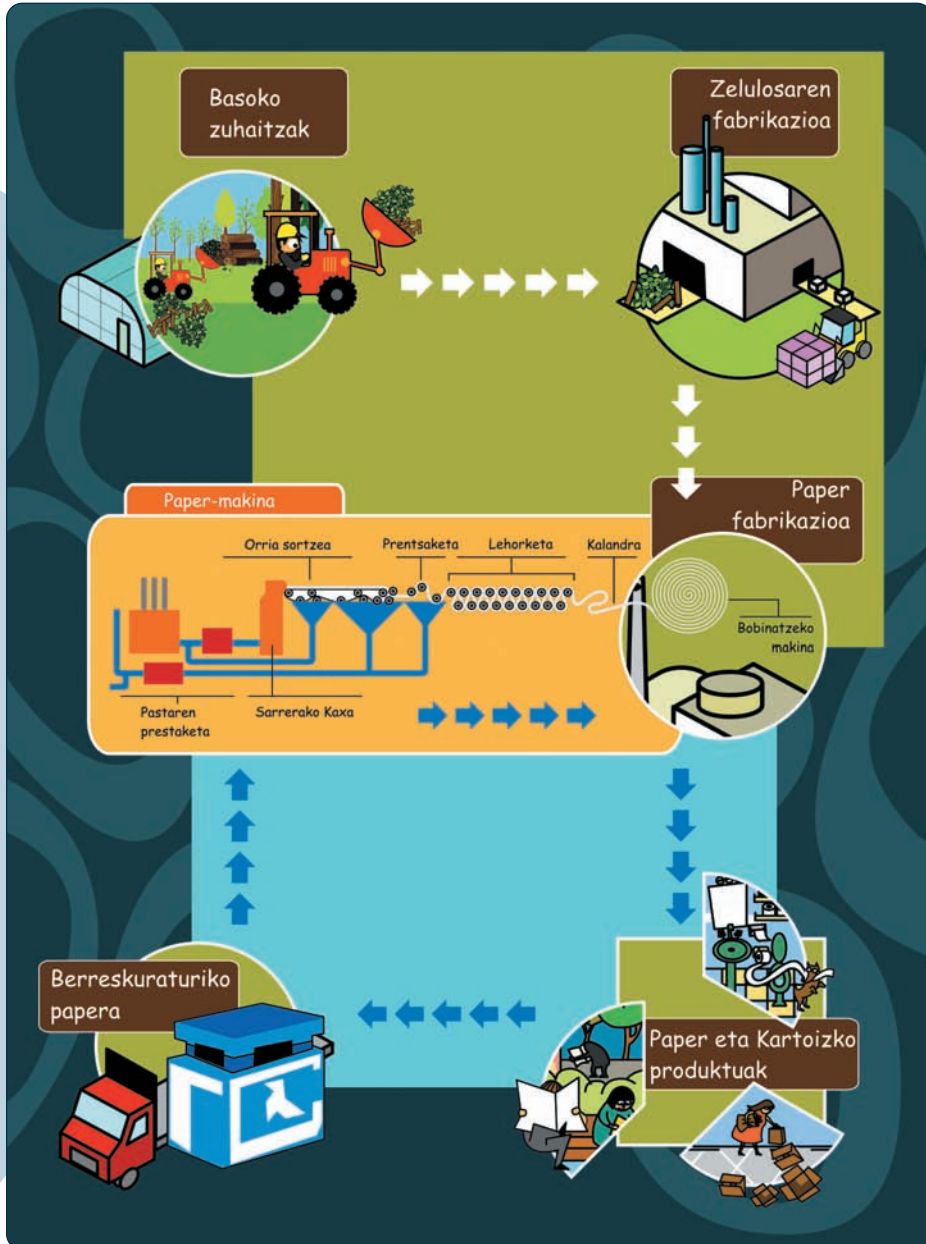 Basoko
zuhaitzak
Zelulosaren
fabrikazioa
Paper-makina
Paper
fabrikazioa
Orria sortzea
Prentsaketa
Lehorketa
Kalandra
Bobinatzeko
makina
Pastaren
prestaketa
Sarrerako Kaxa
Berreskuraturiko
papera
Paper eta Kartoizko
produktuak